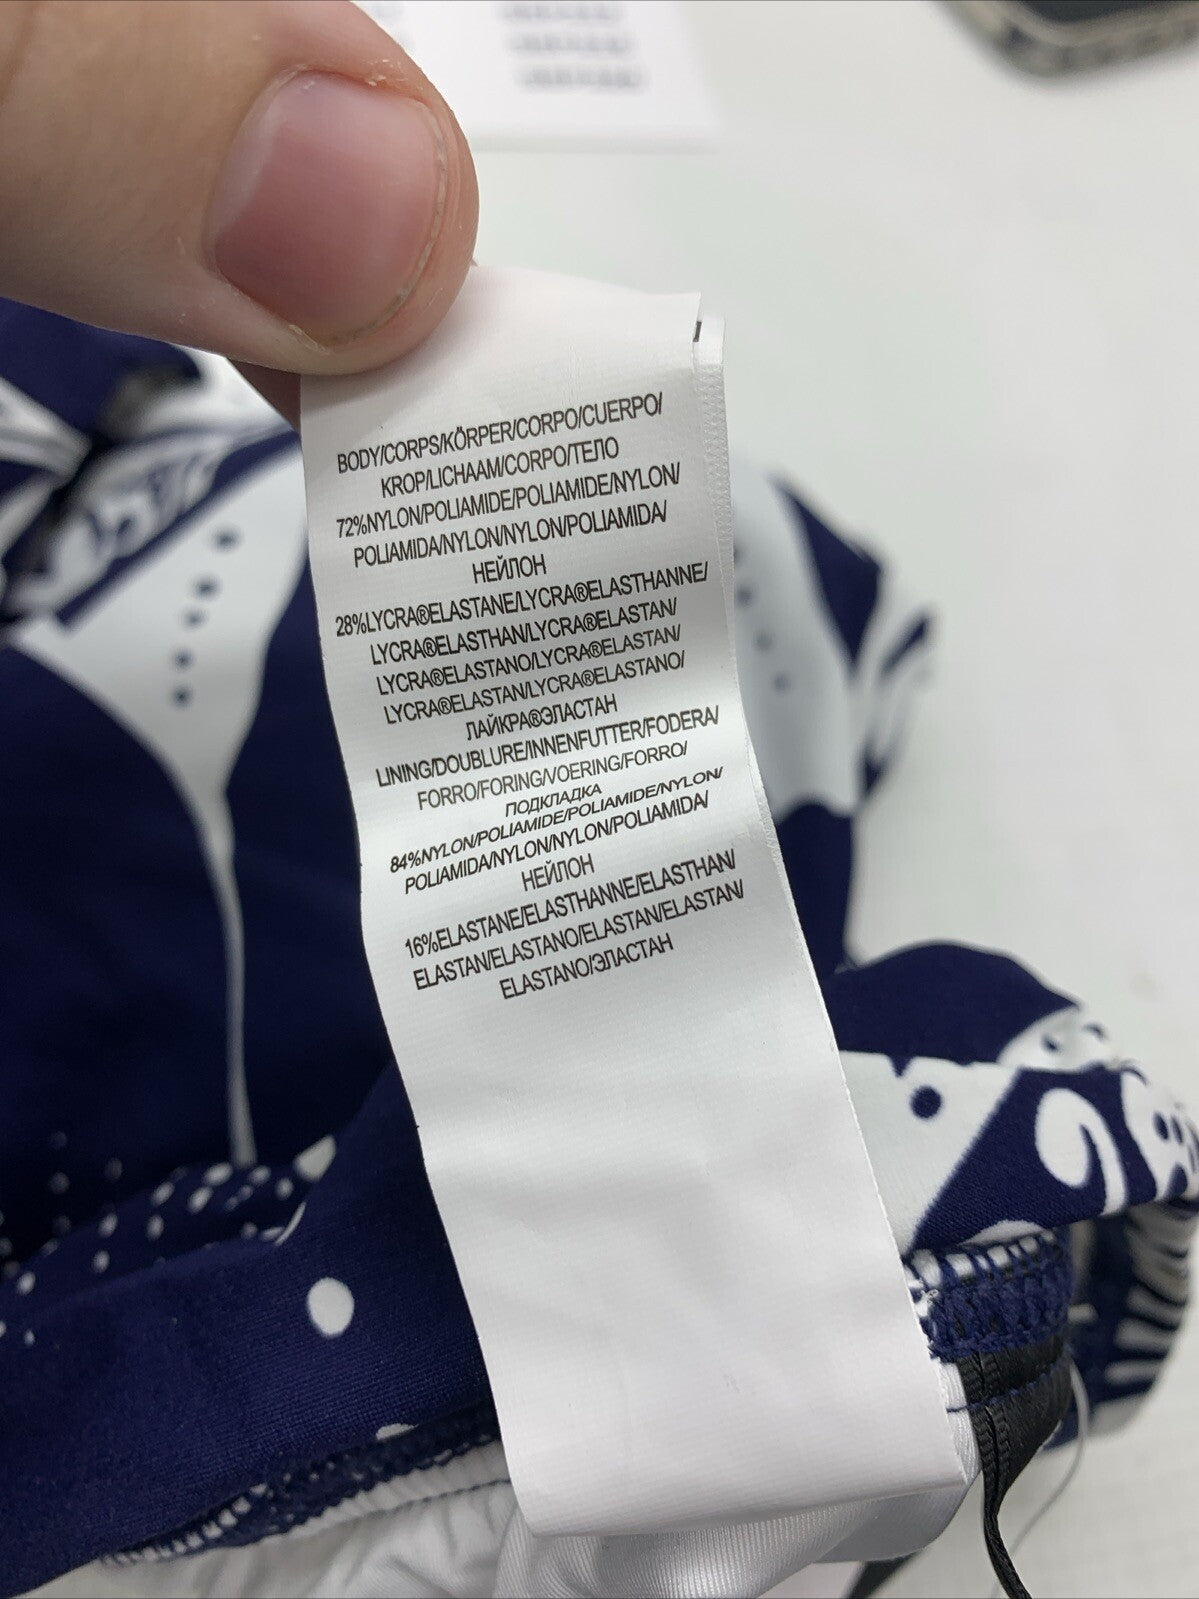 BODY/CORPS/KÖRPER/CORPO/CUERPO/
KROP/LICHAAM/CORPO/ТЕЛО
72%NYLON/POLIAMIDE/POLIAMIDE/NYLON/
POLIAMIDA/NYLON/NYLON/POLIAMIDA/
НЕЙЛОН
28%LYCRA®ELASTANE/LYCRA®ELASTHANNE/
LYCRA®ELASTHAN/LYCRA®ELASTAN/
LYCRA®ELASTANO/LYCRA®ELASTAN/
LYCRA®ELASTAN/LYCRA®ELASTANO/
ЛАЙКРА®ЭЛАСТАН
LINING/DOUBLURE/INNENFUTTER/FODERA/
FORRO/FORING/VOERING/FORRO/
ПОДКЛАДКА
84%NYLON/POLIAMIDE/POLIAMIDE/NYLON/
POLIAMIDA/NYLON/NYLON/POLIAMIDA/
НЕЙЛОН
16%ELASTANE/ELASTHANNE/ELASTHAN/
ELASTAN/ELASTANO/ELASTAN/ELASTAN/
ELASTANO/ЭЛАСТАН